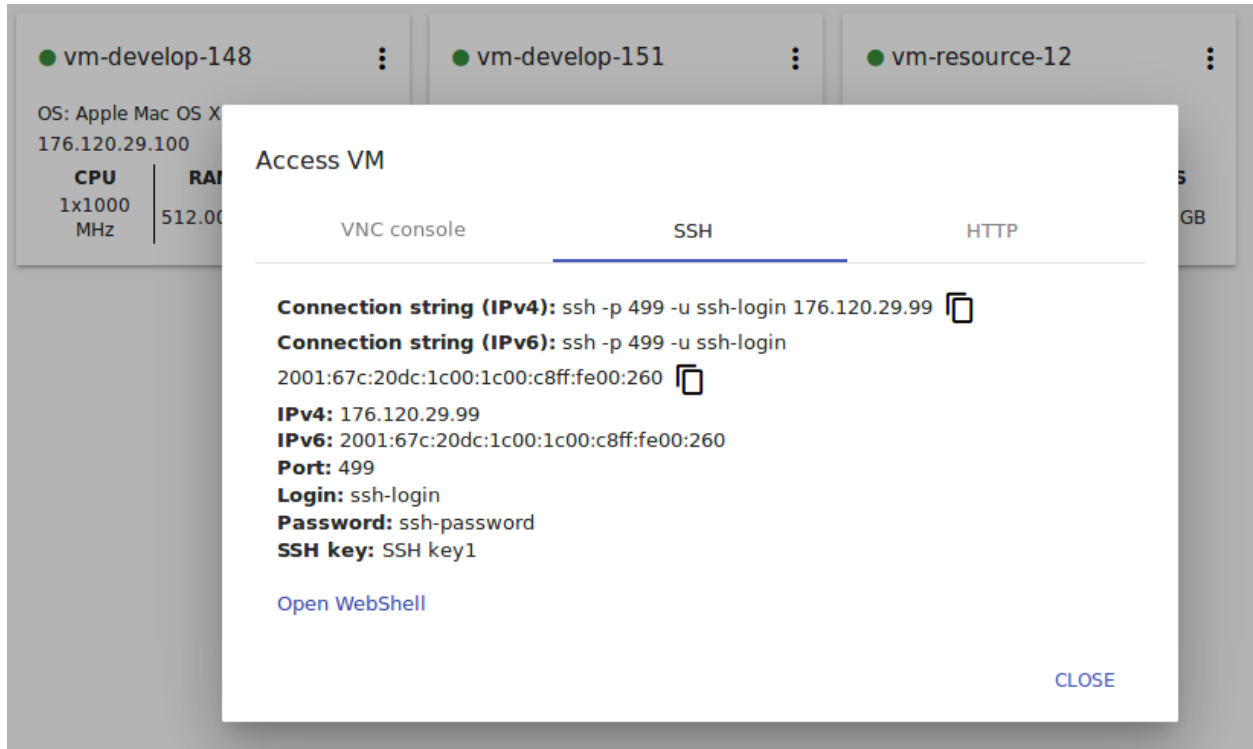 vm-develop-148
vm-develop-151
vm-resource-12
OS: Apple Mac OS X
176.120.29.100
CPU
1x1000
MHz
512.00
GB
Access VM
VNC console
SSH
HTTP
Connection string (IPv4): ssh -p 499 -u ssh-login 176.120.29.99
Connection string (IPv6): ssh -p 499 -u ssh-login
2001:67c:20dc:1c00:1c00:c8ff:fe00:260
IPv4: 176.120.29.99
IPv6: 2001:67c:20dc:1c00:1c00:c8ff:fe00:260
Port: 499
Login: ssh-login
Password: ssh-password
SSH key: SSH key1
Open WebShell
CLOSE